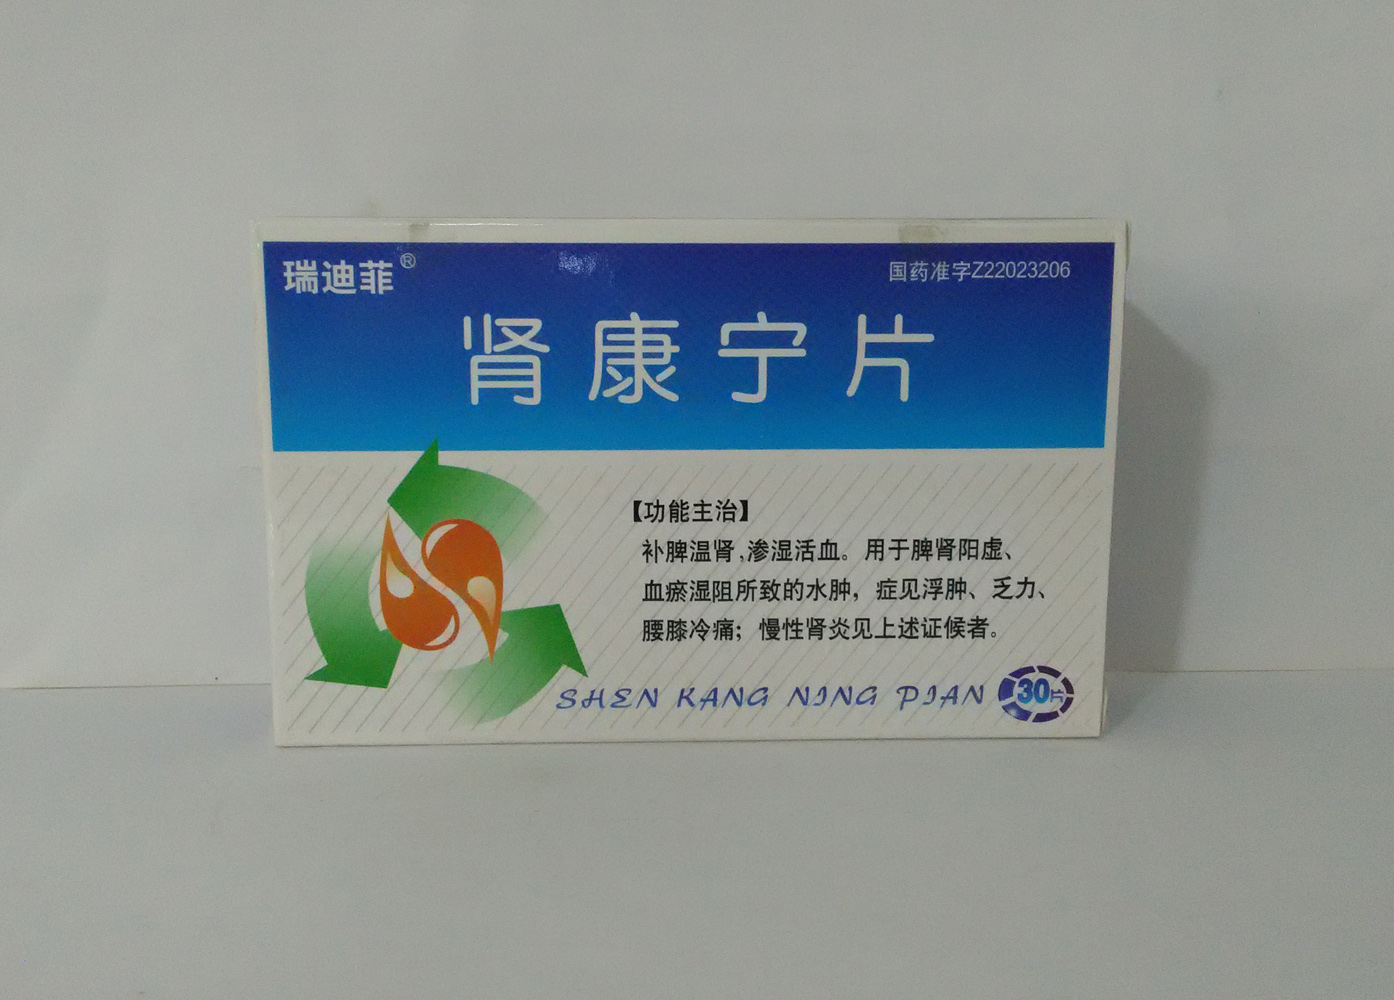 瑞迪菲®
国药准字Z22023206
肾康宁片
【功能主治】
补脾温肾,渗湿活血。用于脾肾阳虚、
血瘀湿阻所致的水肿，症见浮肿、乏力、
腰膝冷痛；慢性肾炎见上述证候者。
SHEN KANG NING PIAN
30片